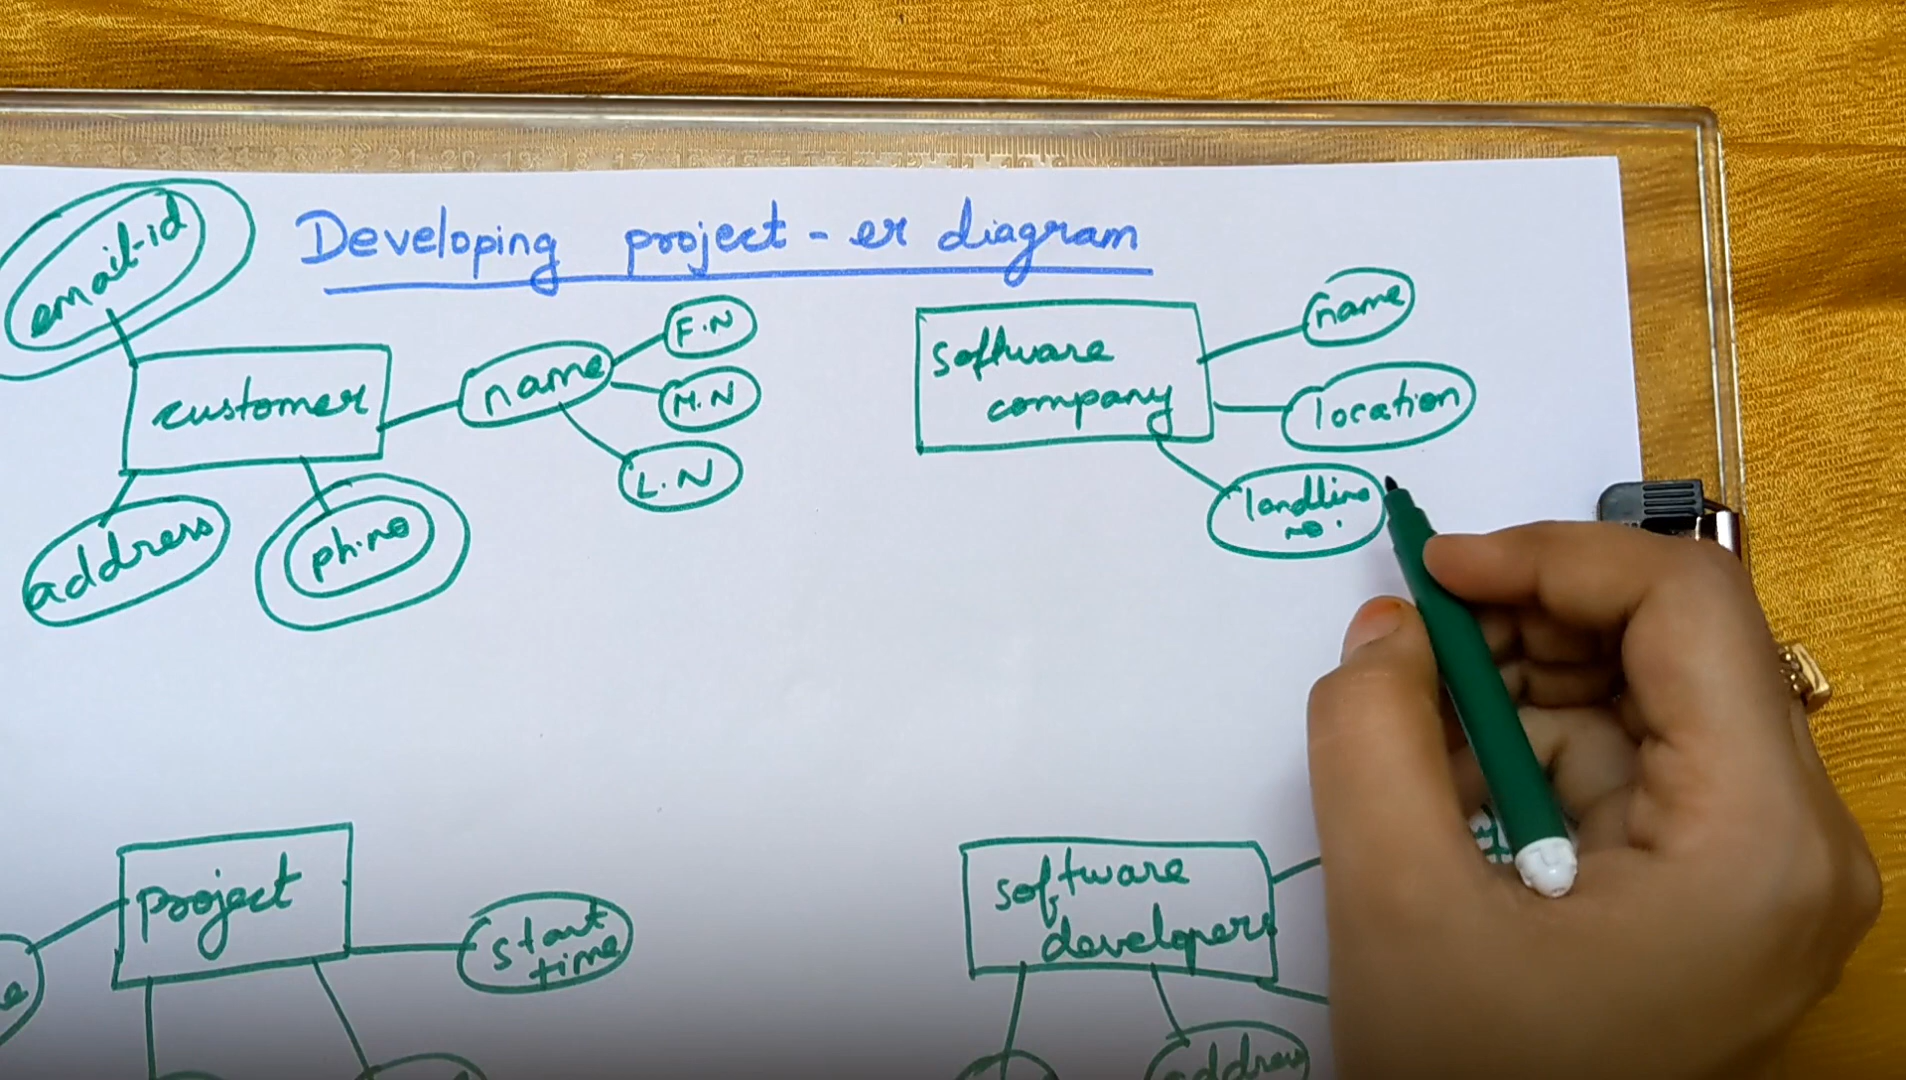 Developing project - er diagram
email-id
customer
name
F.N
M.N
L.N
address
ph.no
software
company
name
location
landline
no.
project
start
time
software
developers
address